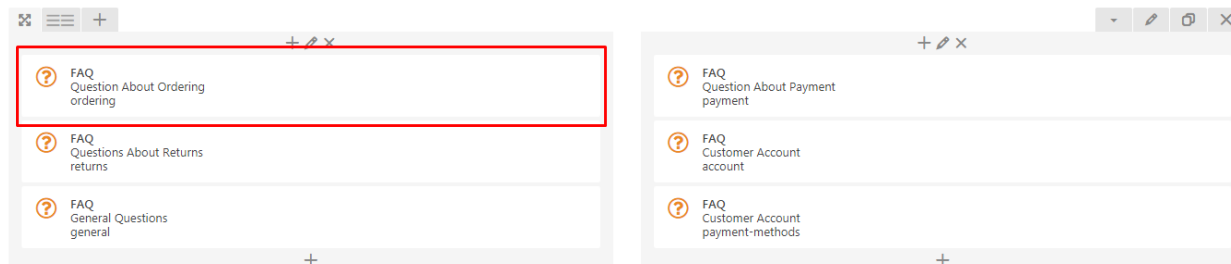 FAQ
Question About Ordering
ordering
FAQ
Questions About Returns
returns
FAQ
General Questions
general
FAQ
Question About Payment
payment
FAQ
Customer Account
account
FAQ
Customer Account
payment-methods